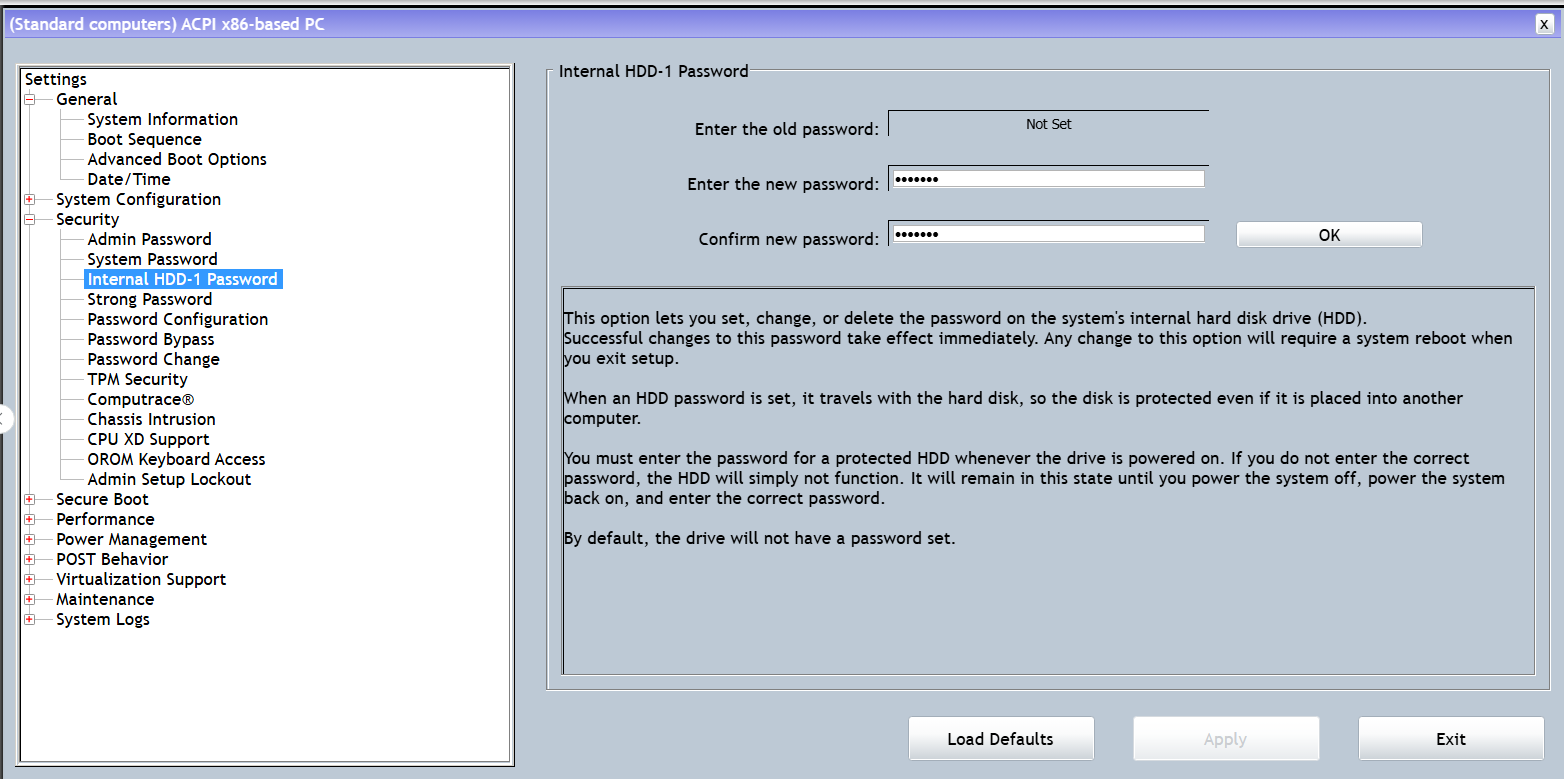 (Standard computers) ACPI x86-based PC
X
Settings
General
System Information
Boot Sequence
Advanced Boot Options
Date/Time
System Configuration
Security
Admin Password
System Password
Internal HDD-1 Password
Strong Password
Password Configuration
Password Bypass
Password Change
TPM Security
Computrace®
Chassis Intrusion
CPU XD Support
OROM Keyboard Access
Admin Setup Lockout
Secure Boot
Performance
Power Management
POST Behavior
Virtualization Support
Maintenance
System Logs
Internal HDD-1 Password
Enter the old password: Not Set
Enter the new password: •••••••
Confirm new password: ••••••• OK
This option lets you set, change, or delete the password on the system's internal hard disk drive (HDD).
Successful changes to this password take effect immediately. Any change to this option will require a system reboot when
you exit setup.
When an HDD password is set, it travels with the hard disk, so the disk is protected even if it is placed into another
computer.
You must enter the password for a protected HDD whenever the drive is powered on. If you do not enter the correct
password, the HDD will simply not function. It will remain in this state until you power the system off, power the system
back on, and enter the correct password.
By default, the drive will not have a password set.
Load Defaults Apply Exit